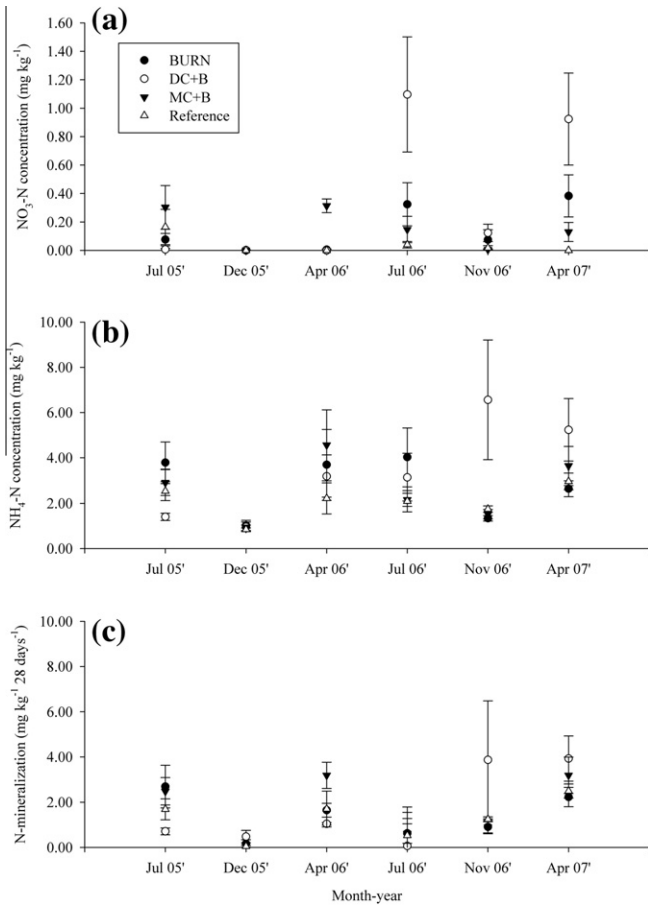 (a)
NO₃-N concentration (mg kg⁻¹)
1.60
1.40
1.20
1.00
0.80
0.60
0.40
0.20
0.00
BURN
DC+B
MC+B
Reference
Jul 05' Dec 05' Apr 06' Jul 06' Nov 06' Apr 07'
(b)
NH₄-N concentration (mg kg⁻¹)
10.00
8.00
6.00
4.00
2.00
0.00
Jul 05' Dec 05' Apr 06' Jul 06' Nov 06' Apr 07'
(c)
N-mineralization (mg kg⁻¹ 28 days⁻¹)
10.00
8.00
6.00
4.00
2.00
0.00
Jul 05' Dec 05' Apr 06' Jul 06' Nov 06' Apr 07'
Month-year